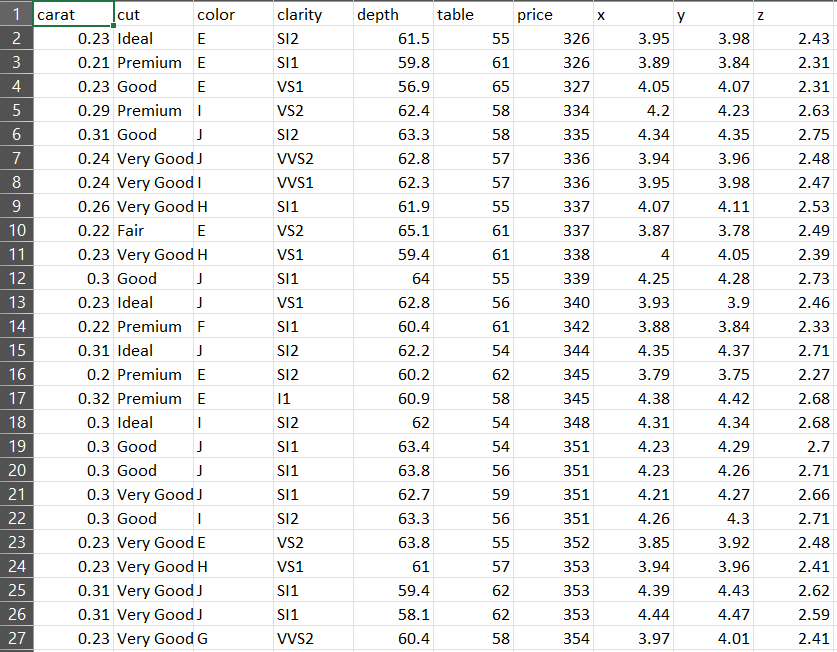 1 carat cut color clarity depth table price x y z
2 0.23 Ideal E SI2 61.5 55 326 3.95 3.98 2.43
3 0.21 Premium E SI1 59.8 61 326 3.89 3.84 2.31
4 0.23 Good E VS1 56.9 65 327 4.05 4.07 2.31
5 0.29 Premium I VS2 62.4 58 334 4.2 4.23 2.63
6 0.31 Good J SI2 63.3 58 335 4.34 4.35 2.75
7 0.24 Very Good J VVS2 62.8 57 336 3.94 3.96 2.48
8 0.24 Very Good I VVS1 62.3 57 336 3.95 3.98 2.47
9 0.26 Very Good H SI1 61.9 55 337 4.07 4.11 2.53
10 0.22 Fair E VS2 65.1 61 337 3.87 3.78 2.49
11 0.23 Very Good H VS1 59.4 61 338 4 4.05 2.39
12 0.3 Good J SI1 64 55 339 4.25 4.28 2.73
13 0.23 Ideal J VS1 62.8 56 340 3.93 3.9 2.46
14 0.22 Premium F SI1 60.4 61 342 3.88 3.84 2.33
15 0.31 Ideal J SI2 62.2 54 344 4.35 4.37 2.71
16 0.2 Premium E SI2 60.2 62 345 3.79 3.75 2.27
17 0.32 Premium E I1 60.9 58 345 4.38 4.42 2.68
18 0.3 Ideal I SI2 62 54 348 4.31 4.34 2.68
19 0.3 Good J SI1 63.4 54 351 4.23 4.29 2.7
20 0.3 Good J SI1 63.8 56 351 4.23 4.26 2.71
21 0.3 Very Good J SI1 62.7 59 351 4.21 4.27 2.66
22 0.3 Good I SI2 63.3 56 351 4.26 4.3 2.71
23 0.23 Very Good E VS2 63.8 55 352 3.85 3.92 2.48
24 0.23 Very Good H VS1 61 57 353 3.94 3.96 2.41
25 0.31 Very Good J SI1 59.4 62 353 4.39 4.43 2.62
26 0.31 Very Good J SI1 58.1 62 353 4.44 4.47 2.59
27 0.23 Very Good G VVS2 60.4 58 354 3.97 4.01 2.41